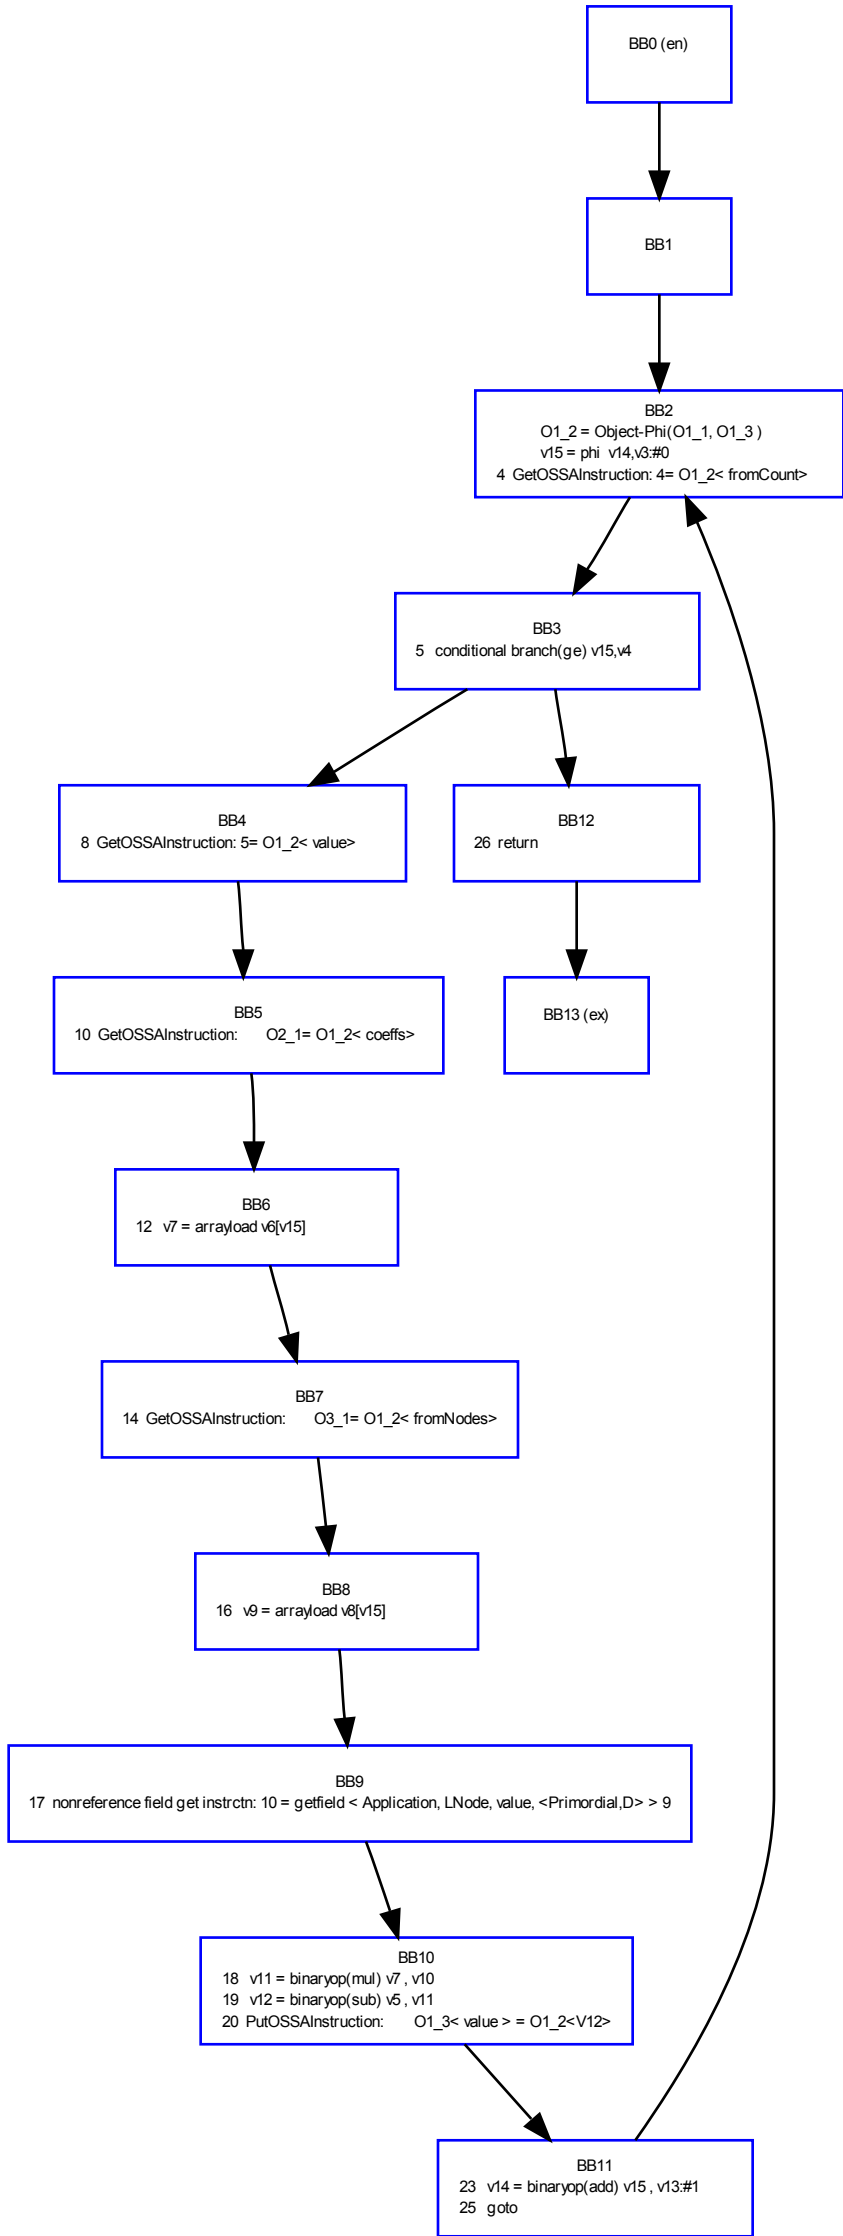 BB0 (en)
BB1
BB2
O1_2 = Object-Phi(O1_1, O1_3 )
v15 = phi v14,v3:#0
4 GetOSSAInstruction: 4= O1_2< fromCount>
BB3
5 conditional branch(ge) v15,v4
BB4
8 GetOSSAInstruction: 5= O1_2< value>
BB12
26 return
BB5
10 GetOSSAInstruction: O2_1= O1_2< coeffs>
BB13 (ex)
BB6
12 v7 = arrayload v6[v15]
BB7
14 GetOSSAInstruction: O3_1= O1_2< fromNodes>
BB8
16 v9 = arrayload v8[v15]
BB9
17 nonreference field get instrctn: 10 = getfield < Application, LNode, value, <Primordial,D> > 9
BB10
18 v11 = binaryop(mul) v7 , v10
19 v12 = binaryop(sub) v5 , v11
20 PutOSSAInstruction: O1_3< value > = O1_2<V12>
BB11
23 v14 = binaryop(add) v15 , v13:#1
25 goto